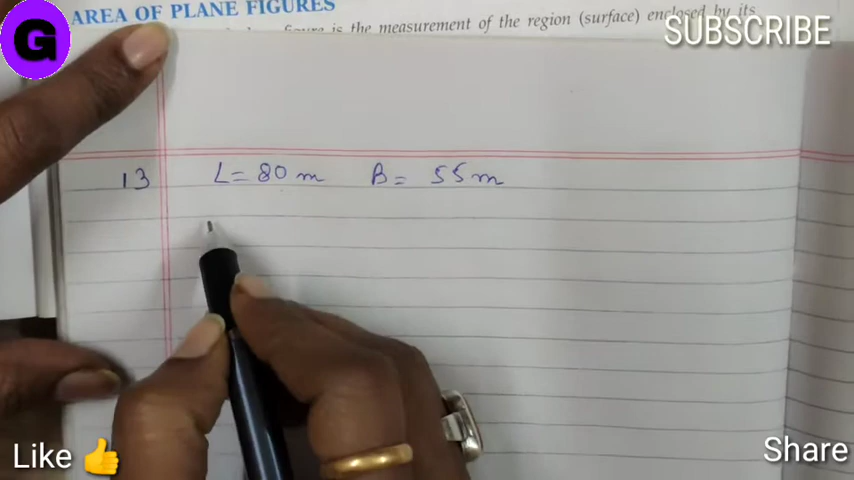 AREA OF PLANE FIGURES
figure is the measurement of the region (surface) enclosed by its
G
SUBSCRIBE
13 L = 80 m B = 55 m
Like
Share